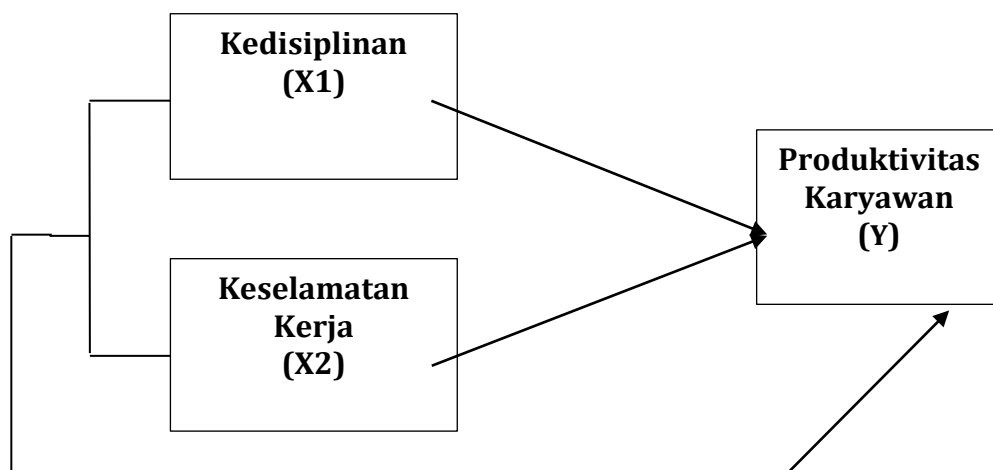 Kedisiplinan
(X1)
Produktivitas
Karyawan
(Y)
Keselamatan
Kerja
(X2)